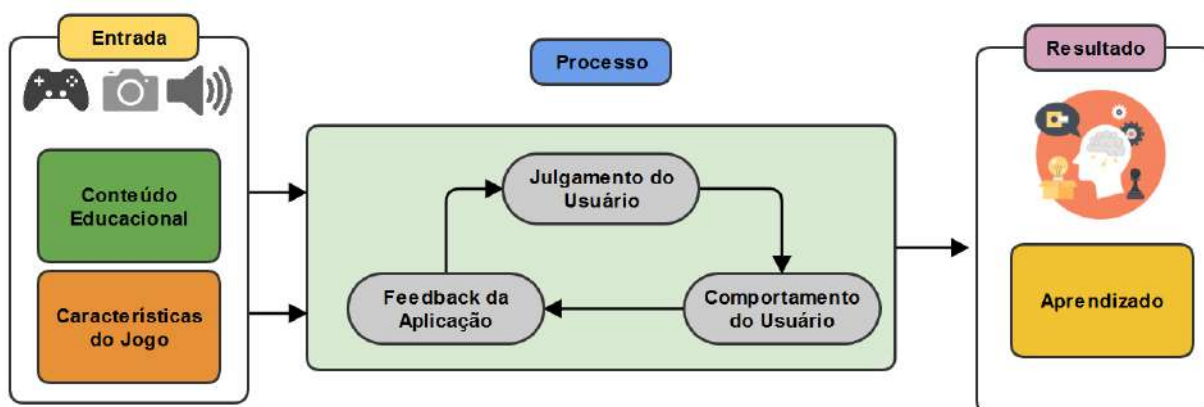 Entrada
Conteúdo
Educacional
Características
do Jogo
Processo
Julgamento do
Usuário
Feedback da
Aplicação
Comportamento
do Usuário
Resultado
Aprendizado